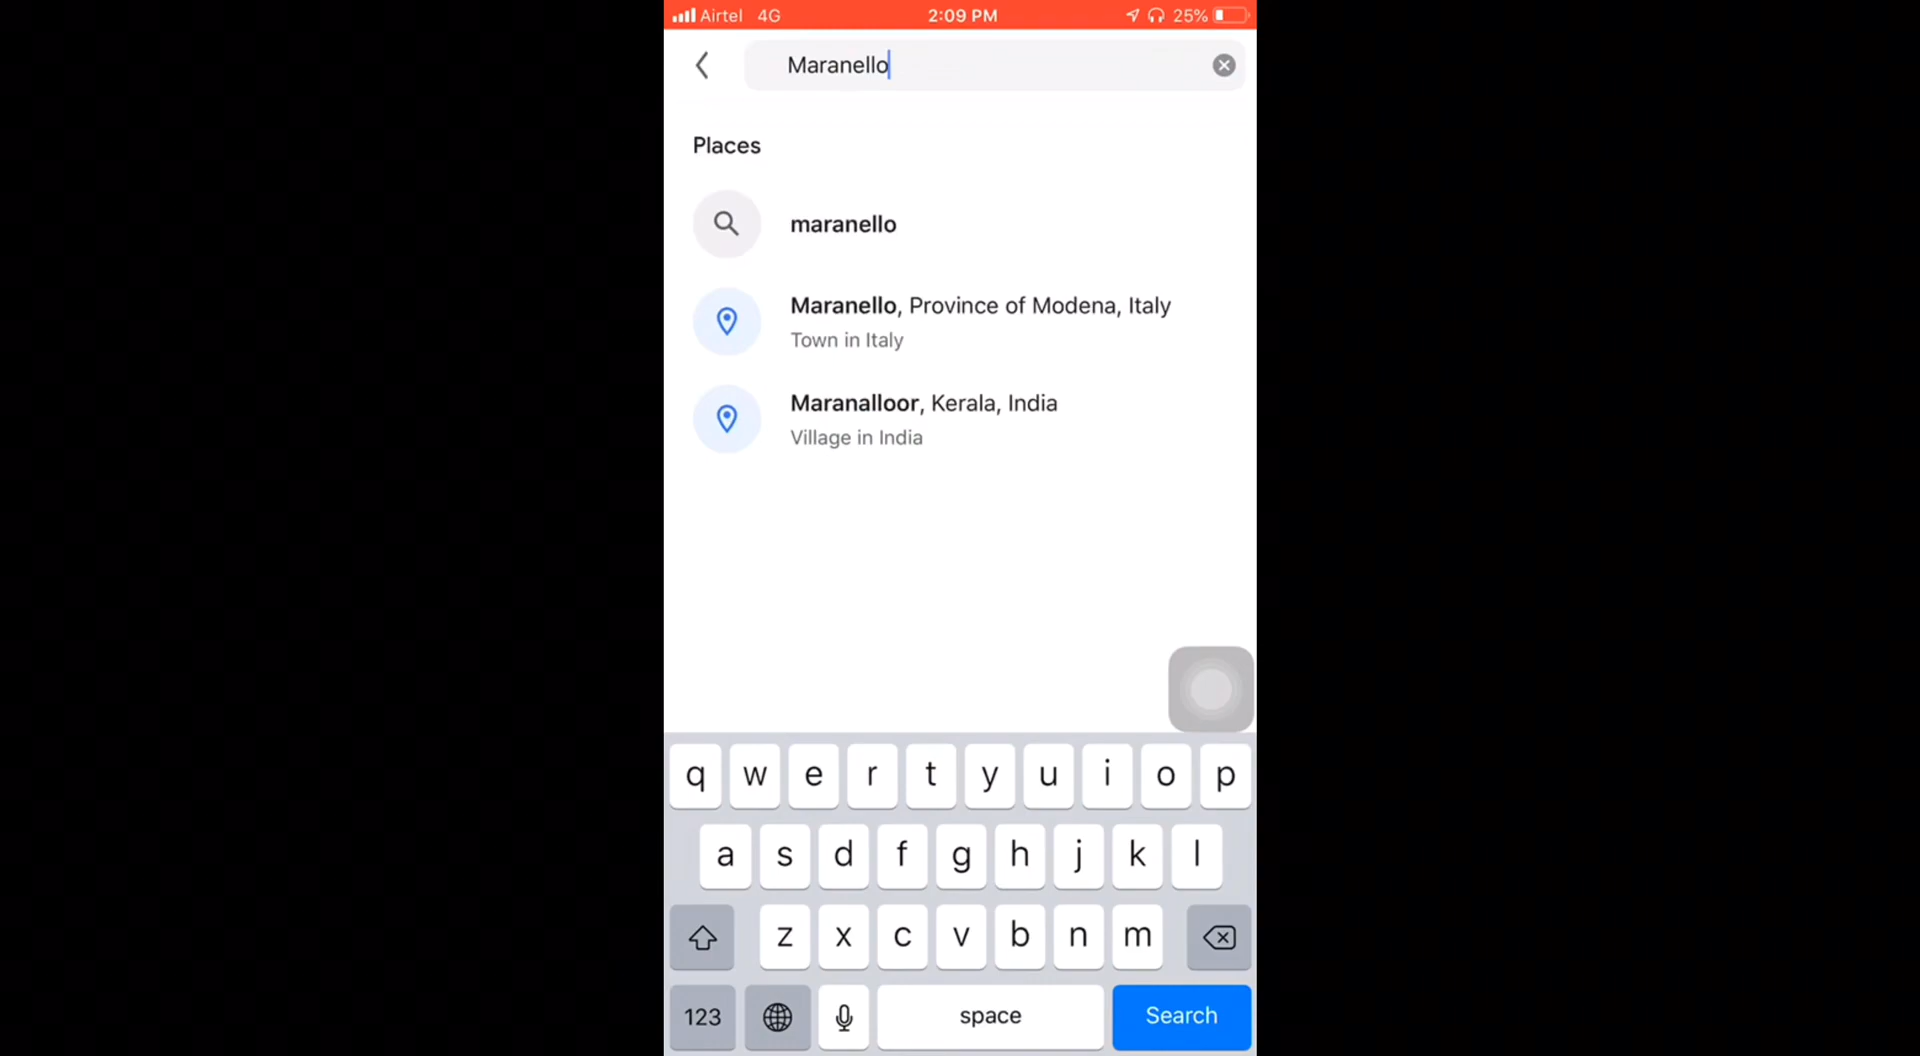 Airtel 4G 2:09 PM 25%
Maranello
Places
maranello
Maranello, Province of Modena, Italy
Town in Italy
Maranalloor, Kerala, India
Village in India
q w e r t y u i o p
a s d f g h j k l
z x c v b n m
123 space Search